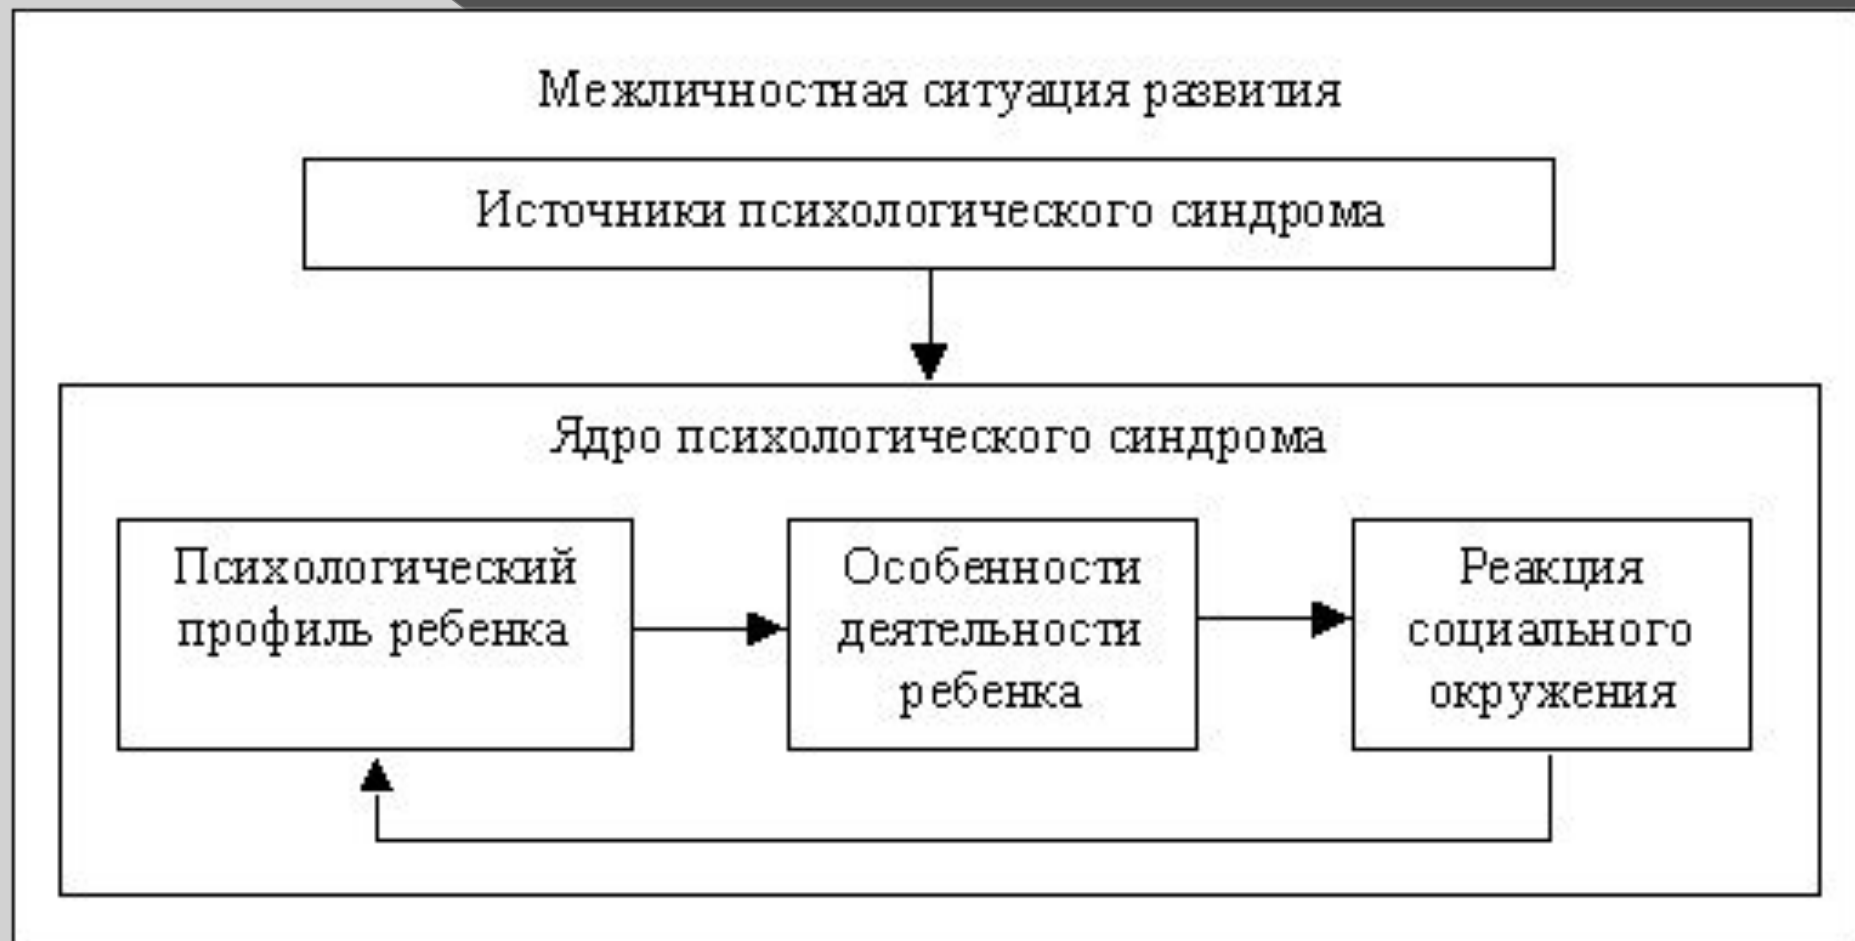 Межличностная ситуация развития
Источники психологического синдрома
Ядро психологического синдрома
Психологический
профиль ребенка
Особенности
деятельности
ребенка
Реакция
социального
окружения